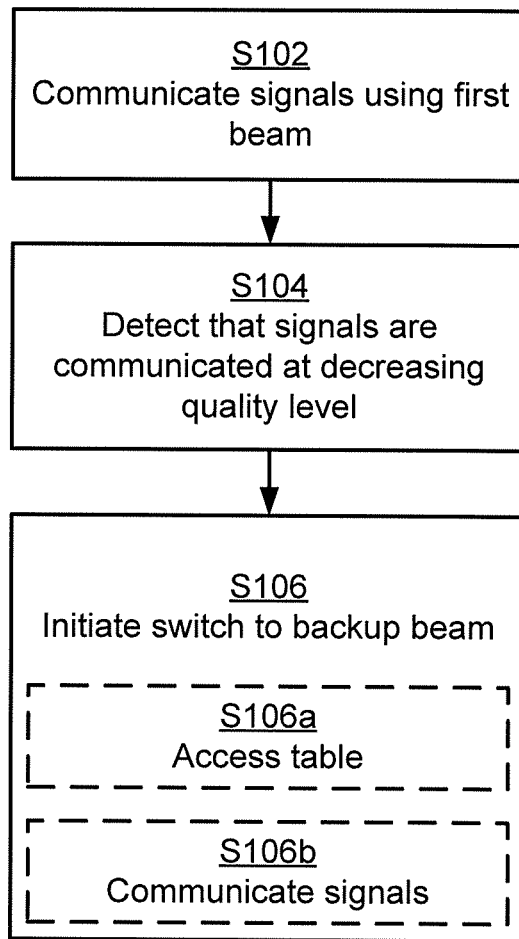 S102
Communicate signals using first
beam
S104
Detect that signals are
communicated at decreasing
quality level
S106
Initiate switch to backup beam
S106a
Access table
S106b
Communicate signals